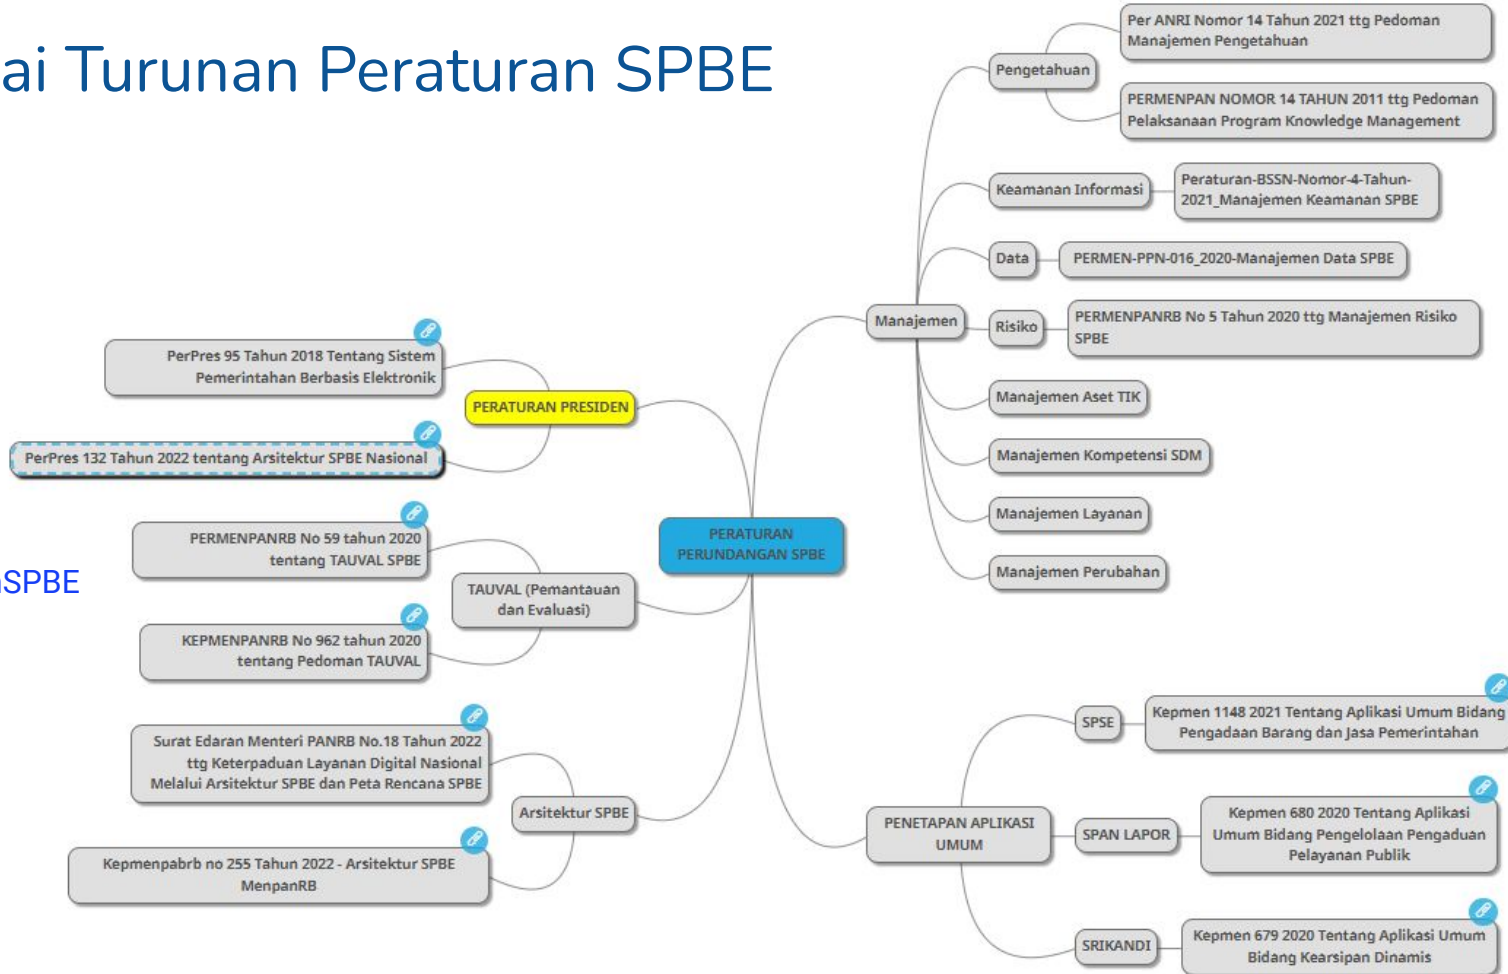 ai Turunan Peraturan SPBE
Per ANRI Nomor 14 Tahun 2021 ttg Pedoman
Manajemen Pengetahuan
Pengetahuan
PERMENPAN NOMOR 14 TAHUN 2011 ttg Pedoman
Pelaksanaan Program Knowledge Management
Keamanan Informasi
Peraturan-BSSN-Nomor-4-Tahun-
2021_Manajemen Keamanan SPBE
Data
PERMEN-PPN-016_2020-Manajemen Data SPBE
Manajemen
Risiko
PERMENPANRB No 5 Tahun 2020 ttg Manajemen Risiko
SPBE
Manajemen Aset TIK
Manajemen Kompetensi SDM
Manajemen Layanan
Manajemen Perubahan
PerPres 95 Tahun 2018 Tentang Sistem
Pemerintahan Berbasis Elektronik
PERATURAN PRESIDEN
PerPres 132 Tahun 2022 tentang Arsitektur SPBE Nasional
PERATURAN
PERUNDANGAN SPBE
PERMENPANRB No 59 tahun 2020
tentang TAUVAL SPBE
SPBE
TAUVAL (Pemantauan
dan Evaluasi)
KEPMENPANRB No 962 tahun 2020
tentang Pedoman TAUVAL
Surat Edaran Menteri PANRB No.18 Tahun 2022
ttg Keterpaduan Layanan Digital Nasional
Melalui Arsitektur SPBE dan Peta Rencana SPBE
Arsitektur SPBE
Kepmenpabrb no 255 Tahun 2022 - Arsitektur SPBE
MenpanRB
SPSE
Kepmen 1148 2021 Tentang Aplikasi Umum Bidang
Pengadaan Barang dan Jasa Pemerintahan
PENETAPAN APLIKASI
UMUM
SPAN LAPOR
Kepmen 680 2020 Tentang Aplikasi
Umum Bidang Pengelolaan Pengaduan
Pelayanan Publik
SRIKANDI
Kepmen 679 2020 Tentang Aplikasi Umum
Bidang Kearsipan Dinamis